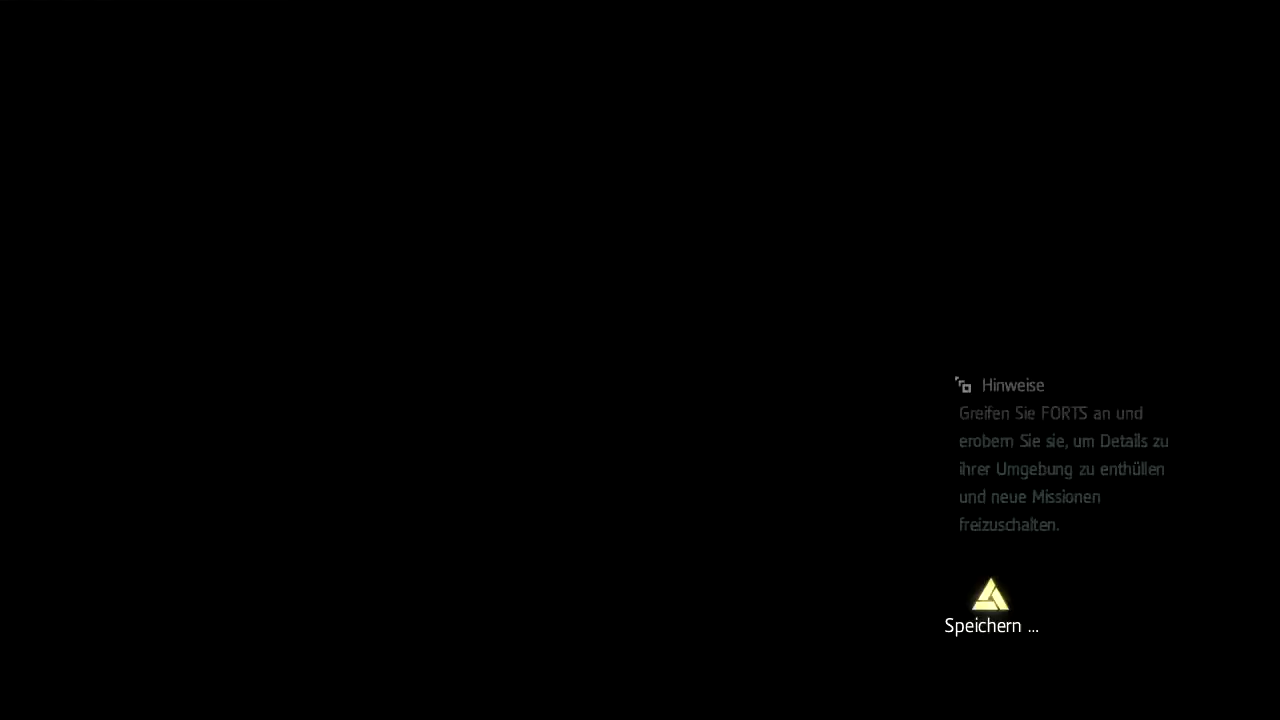 Hinweise
Greifen Sie FORTS an und
erobern Sie sie, um Details zu
ihrer Umgebung zu enthüllen
und neue Missionen
freizuschalten.
Speichern ...